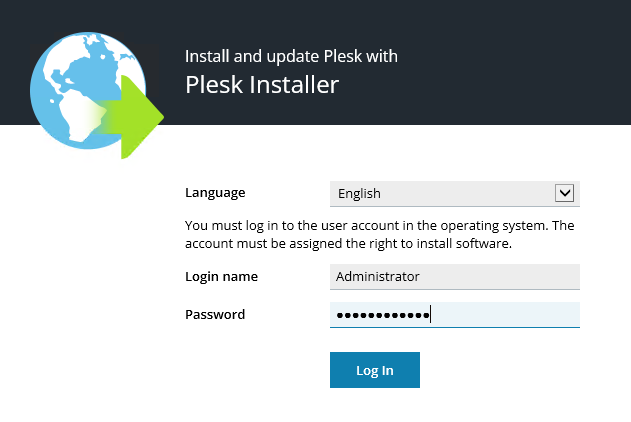 Install and update Plesk with
Plesk Installer
Language English
You must log in to the user account in the operating system. The
account must be assigned the right to install software.
Login name Administrator
Password ••••••••••••
Log In